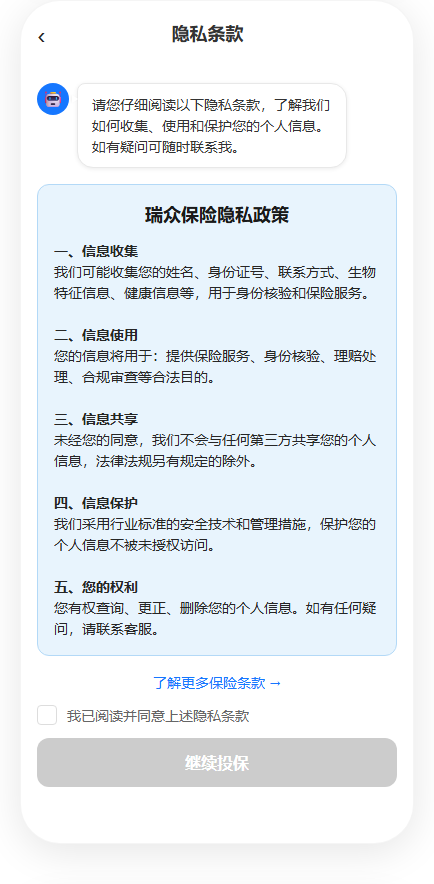 ‹
隐私条款
请您仔细阅读以下隐私条款，了解我们
如何收集、使用和保护您的个人信息。
如有疑问可随时联系我。
瑞众保险隐私政策
一、信息收集
我们可能收集您的姓名、身份证号、联系方式、生物
特征信息、健康信息等，用于身份核验和保险服务。
二、信息使用
您的信息将用于：提供保险服务、身份核验、理赔处
理、合规审查等合法目的。
三、信息共享
未经您的同意，我们不会与任何第三方共享您的个人
信息，法律法规另有规定的除外。
四、信息保护
我们采用行业标准的安全技术和管理措施，保护您的
个人信息不被未授权访问。
五、您的权利
您有权查询、更正、删除您的个人信息。如有任何疑
问，请联系客服。
了解更多保险条款 →
我已阅读并同意上述隐私条款
继续投保